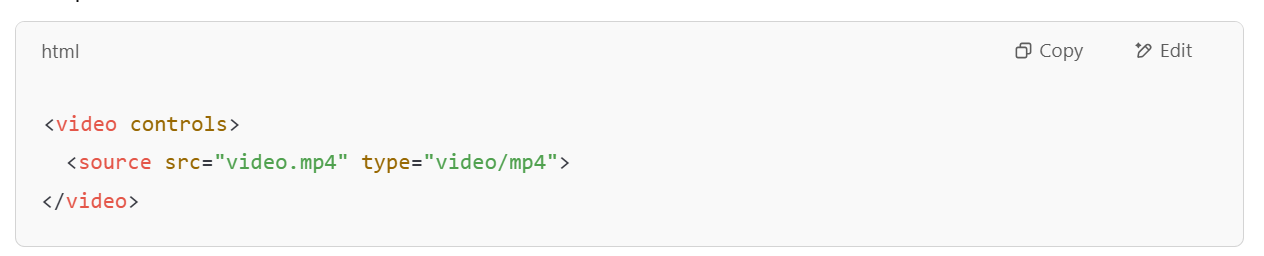 html
Copy
Edit
<video controls>
  <source src="video.mp4" type="video/mp4">
</video>